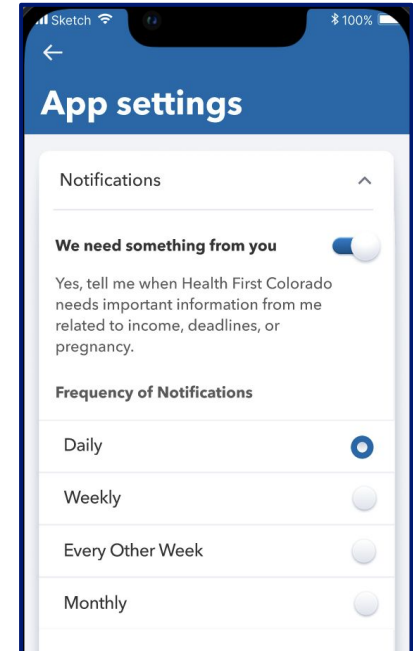 Sketch 100%
App settings
Notifications
We need something from you
Yes, tell me when Health First Colorado
needs important information from me
related to income, deadlines, or
pregnancy.
Frequency of Notifications
Daily
Weekly
Every Other Week
Monthly